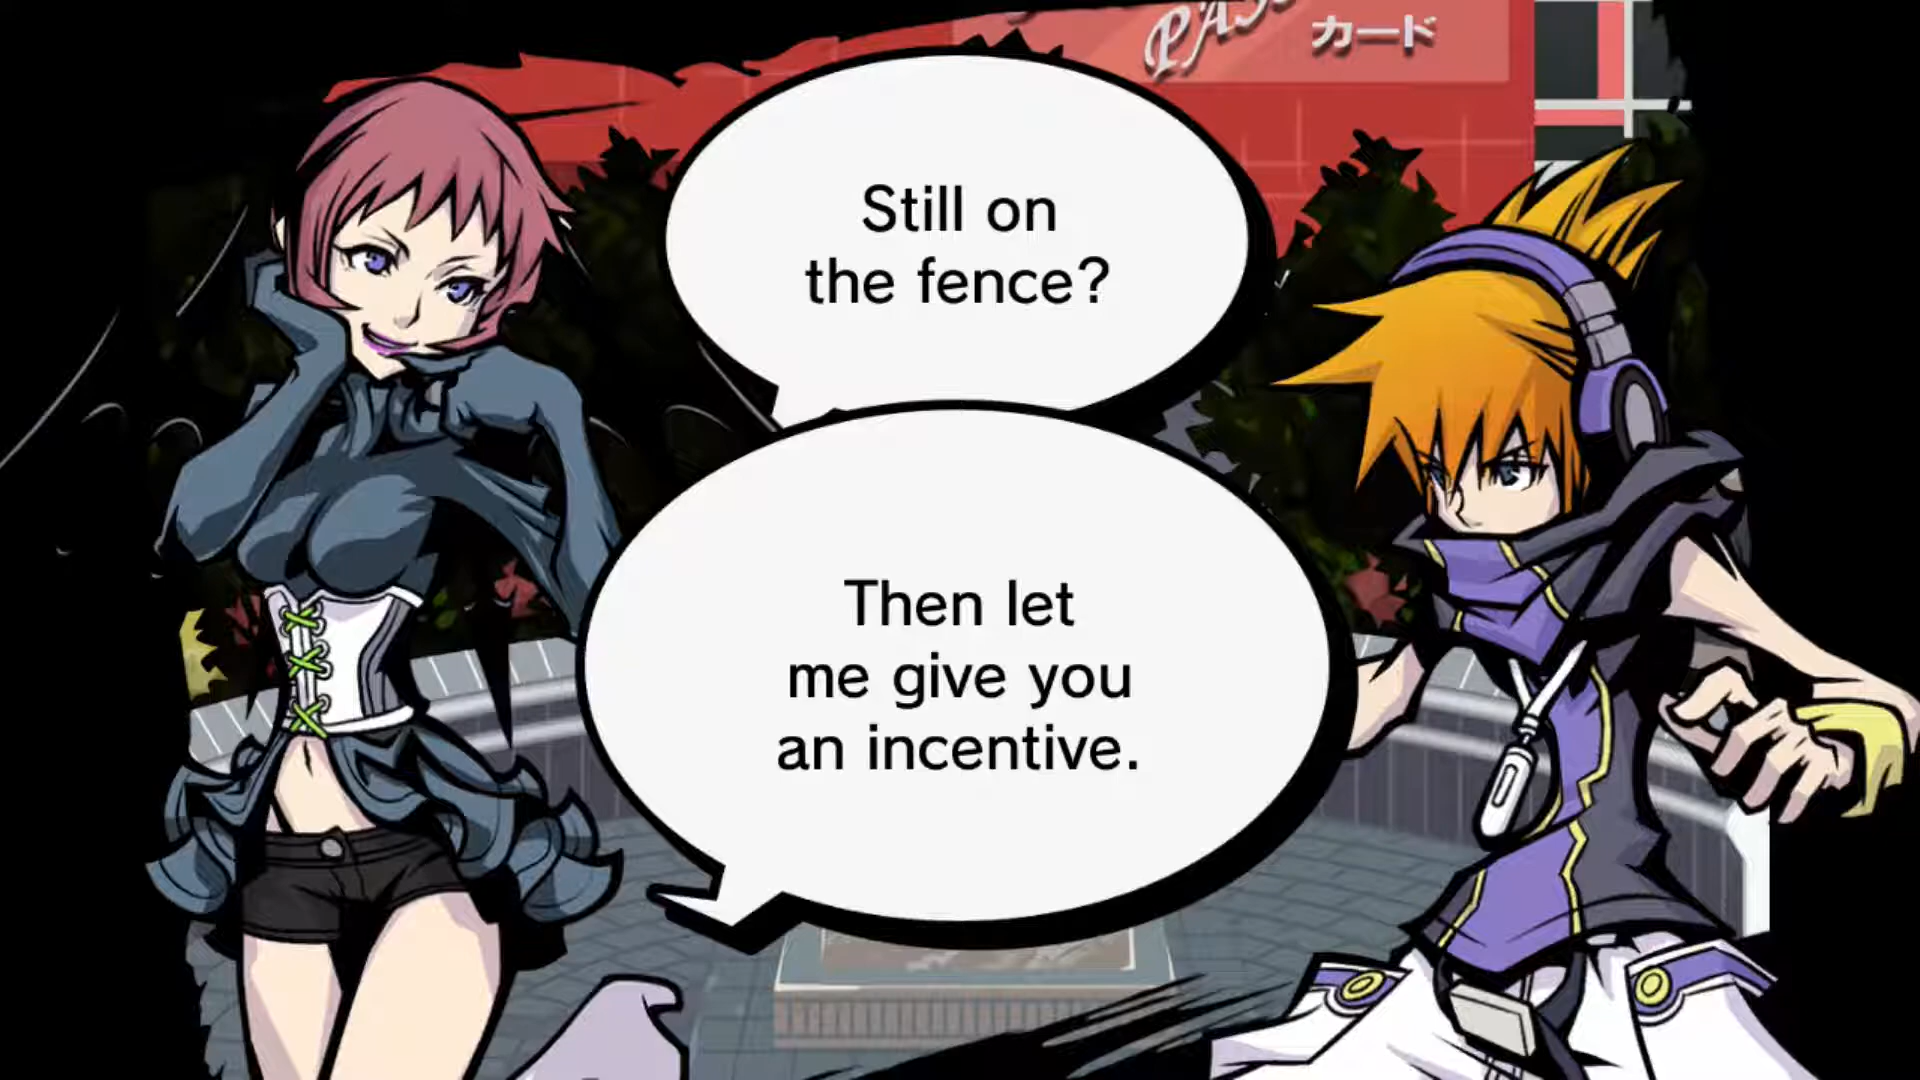 カード
Still on
the fence?
Then let
me give you
an incentive.